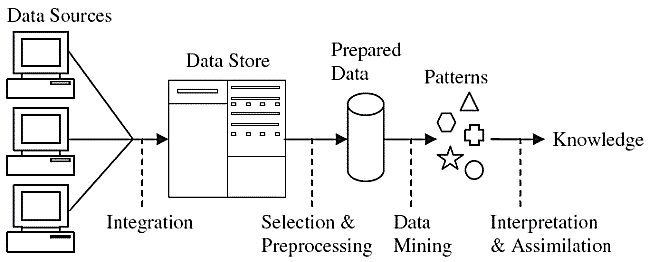 Data Sources
Data Store
Prepared
Data
Patterns
Knowledge
Integration
Selection &
Preprocessing
Data
Mining
Interpretation
& Assimilation